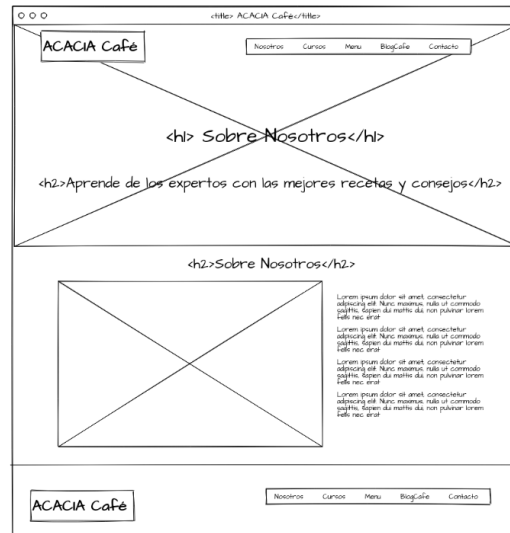 <title> ACACIA Café</title>
ACACIA Café
Nosotros Cursos Menu BlogCafe Contacto
<h1> Sobre Nosotros</h1>
<h2>Aprende de los expertos con las mejores recetas y consejos</h2>
<h2>Sobre Nosotros</h2>
Lorem ipsum dolor sit amet, consectetur
adipiscing elit. Nunc maximus, nulla ut commodo
sagittis, sapien dui mattis dui, non pulvinar lorem
felis nec erat
Lorem ipsum dolor sit amet, consectetur
adipiscing elit. Nunc maximus, nulla ut commodo
sagittis, sapien dui mattis dui, non pulvinar lorem
felis nec erat
Lorem ipsum dolor sit amet, consectetur
adipiscing elit. Nunc maximus, nulla ut commodo
sagittis, sapien dui mattis dui, non pulvinar lorem
felis nec erat
Lorem ipsum dolor sit amet, consectetur
adipiscing elit. Nunc maximus, nulla ut commodo
sagittis, sapien dui mattis dui, non pulvinar lorem
felis nec erat
ACACIA Café
Nosotros Cursos Menu BlogCafe Contacto